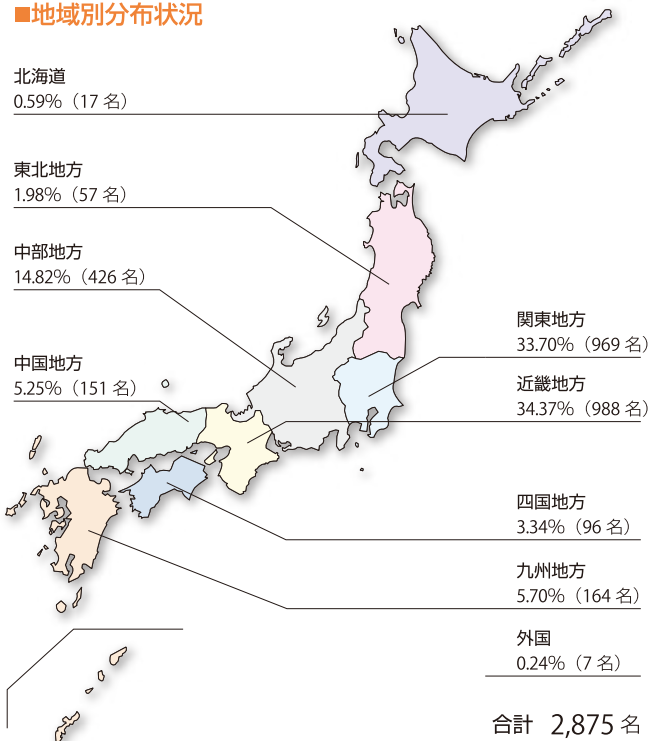 ■地域別分布状況
北海道
0.59%（17 名）
東北地方
1.98%（57 名）
中部地方
14.82%（426 名）
中国地方
5.25%（151 名）
関東地方
33.70%（969 名）
近畿地方
34.37%（988 名）
四国地方
3.34%（96 名）
九州地方
5.70%（164 名）
外国
0.24%（7 名）
合計 2,875 名